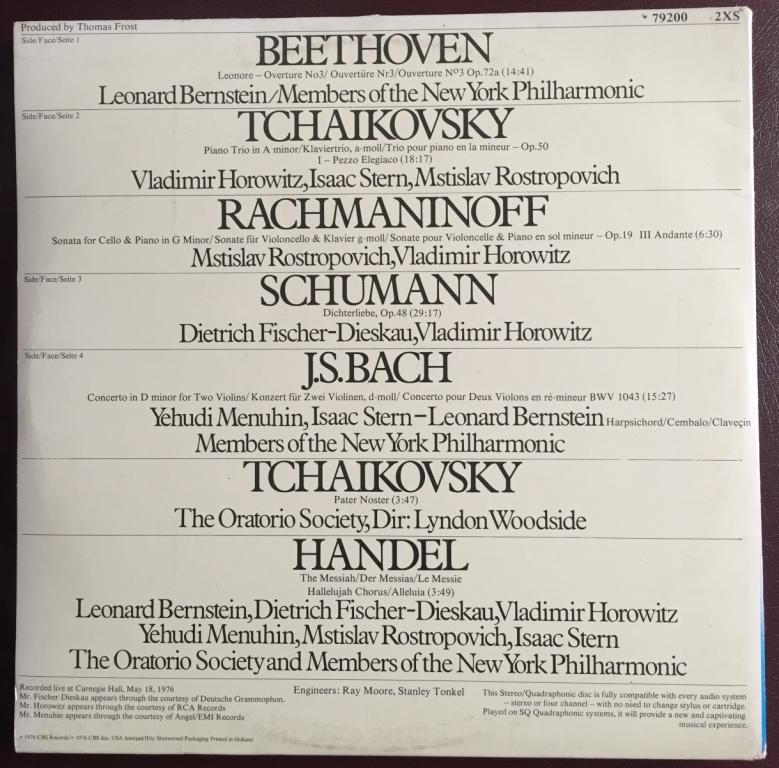 Produced by Thomas Frost
79200 2XS
Side/Face/Seite 1
BEETHOVEN
Leonore – Overture No3/ Ouvertüre Nr3/Ouverture Nº3 Op.72a (14:41)
Leonard Bernstein/Members of the New York Philharmonic
Side/Face/Seite 2
TCHAIKOVSKY
Piano Trio in A minor/Klaviertrio, a-moll/Trio pour piano en la mineur – Op.50
I – Pezzo Elegiaco (18:17)
Vladimir Horowitz, Isaac Stern, Mstislav Rostropovich
RACHMANINOFF
Sonata for Cello & Piano in G Minor/Sonate für Violoncello & Klavier g-moll/Sonate pour Violoncelle & Piano en sol mineur – Op.19 III Andante (6:30)
Mstislav Rostropovich, Vladimir Horowitz
Side/Face/Seite 3
SCHUMANN
Dichterliebe, Op.48 (29:17)
Dietrich Fischer-Dieskau, Vladimir Horowitz
Side/Face/Seite 4
J.S.BACH
Concerto in D minor for Two Violins/ Konzert für Zwei Violinen, d-moll/ Concerto pour Deux Violons en ré-mineur BWV 1043 (15:27)
Yehudi Menuhin, Isaac Stern – Leonard Bernstein Harpsichord/Cembalo/Claveçin
Members of the New York Philharmonic
TCHAIKOVSKY
Pater Noster (3:47)
The Oratorio Society, Dir: Lyndon Woodside
HANDEL
The Messiah/Der Messias/Le Messie
Hallelujah Chorus/Alleluia (3:49)
Leonard Bernstein, Dietrich Fischer-Dieskau, Vladimir Horowitz
Yehudi Menuhin, Mstislav Rostropovich, Isaac Stern
The Oratorio Society and Members of the New York Philharmonic
Recorded live at Carnegie Hall, May 18, 1976
Mr. Fischer-Dieskau appears through the courtesy of Deutsche Grammophon.
Mr. Horowitz appears through the courtesy of RCA Records
Mr. Menuhin appears through the courtesy of Angel/EMI Records
Engineers: Ray Moore, Stanley Tonkel
This Stereo/Quadraphonic disc is fully compatible with every audio system
– stereo or four channel – with no need to change stylus or cartridge.
Played on SQ Quadraphonic systems, it will provide a new and captivating
musical experience.
1976 CBS Records/ 1976 CBS Inc. USA by Shorewood Packaging Printed in Holland